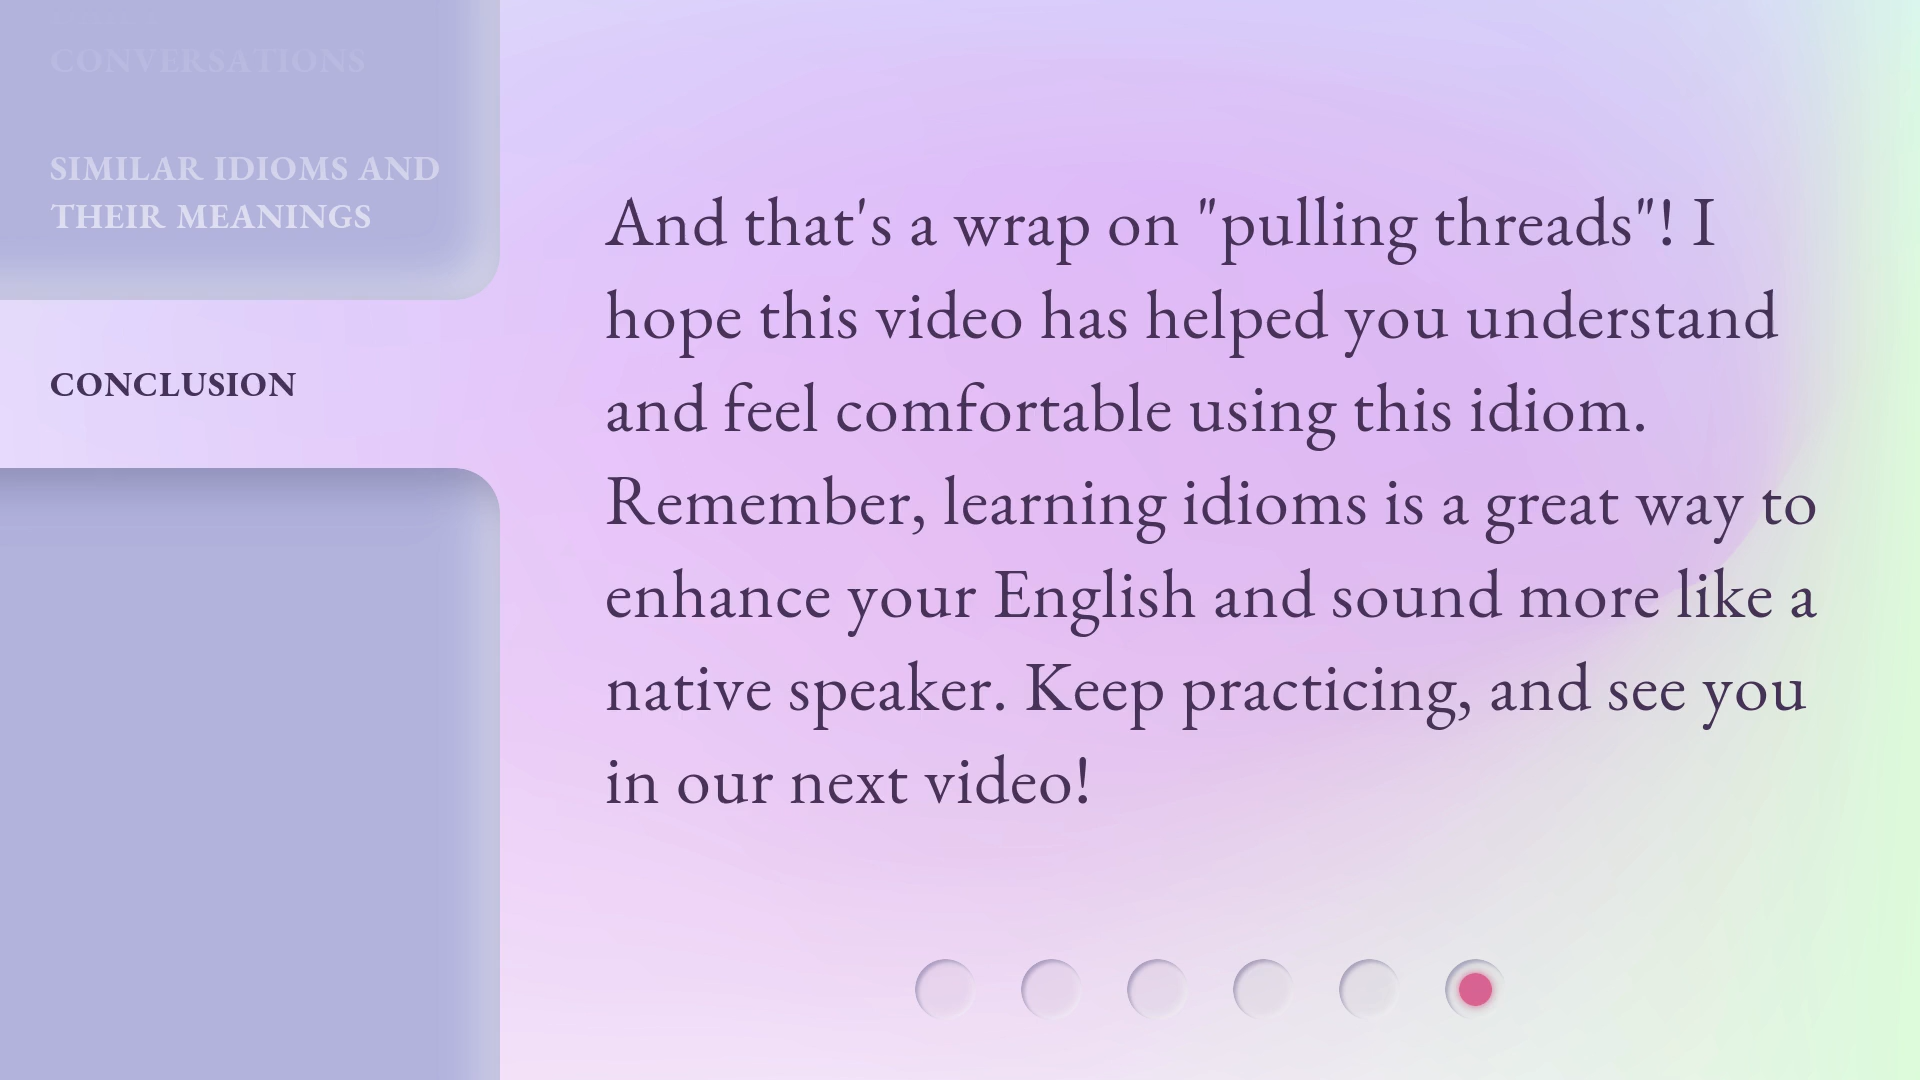 CONVERSATIONS
SIMILAR IDIOMS AND
THEIR MEANINGS
CONCLUSION
And that's a wrap on "pulling threads"! I
hope this video has helped you understand
and feel comfortable using this idiom.
Remember, learning idioms is a great way to
enhance your English and sound more like a
native speaker. Keep practicing, and see you
in our next video!